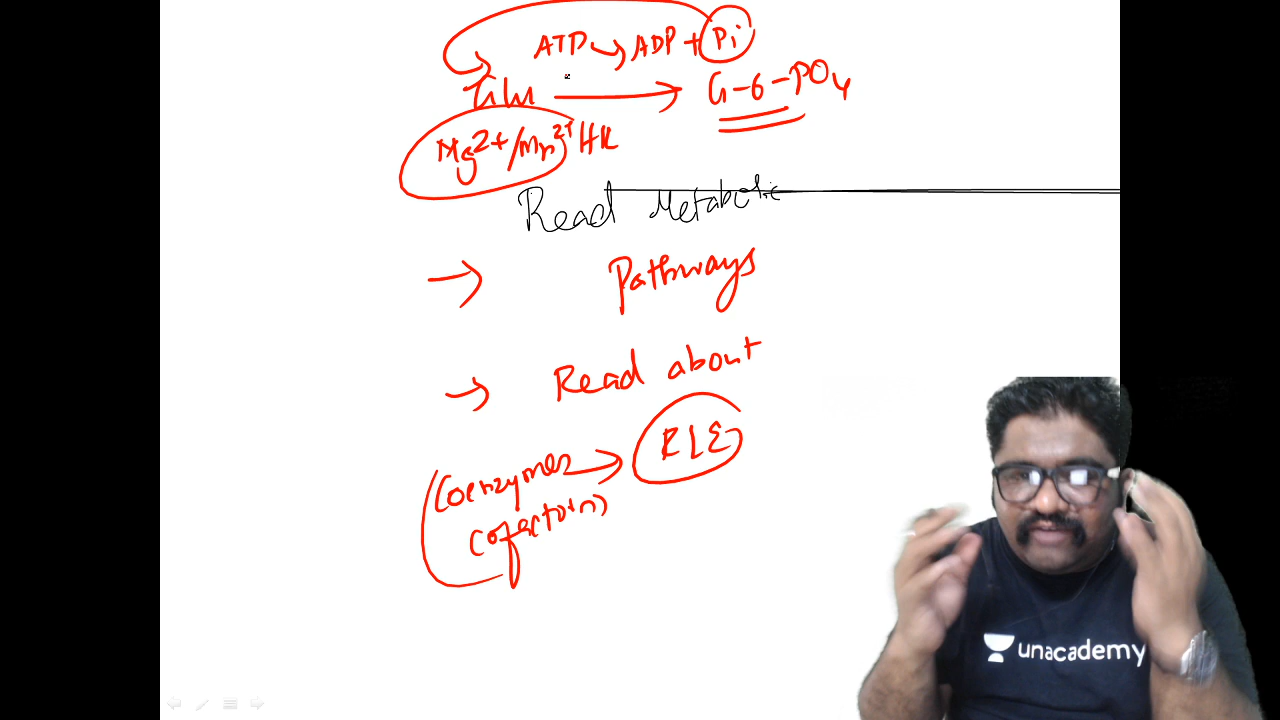 ATP → ADP + Pi
Glu → G-6-PO4
Mg2+/Mn2+ HK
Read Metabolic
→ Pathways
→ Read about
Coenzymes → RLE
cofactors)
unacademy